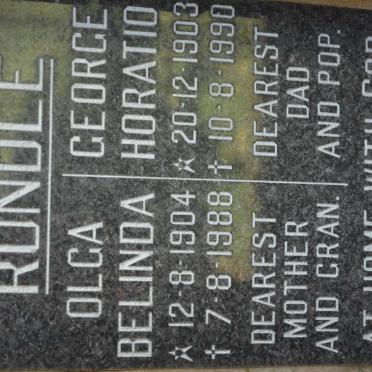 RUNDLE
OLGA
BELINDA
☆ 12-8-1904
✝ 7-8-1988
DEAREST
MOTHER
AND GRAN.
GEORGE
HORATIO
☆ 20-12-1903
✝ 10-8-1990
DEAREST
DAD
AND POP.
AT HOME WITH GOD